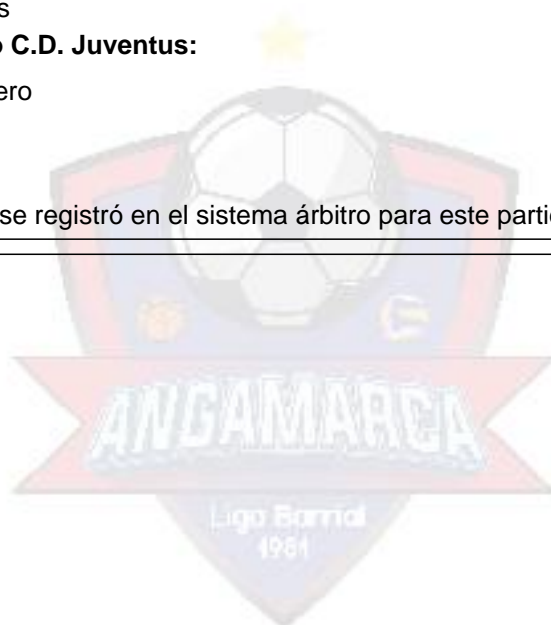 s
o C.D. Juventus:
ero
se registró en el sistema árbitro para este parti
ANGAMARCA
Liga Barrial
1981